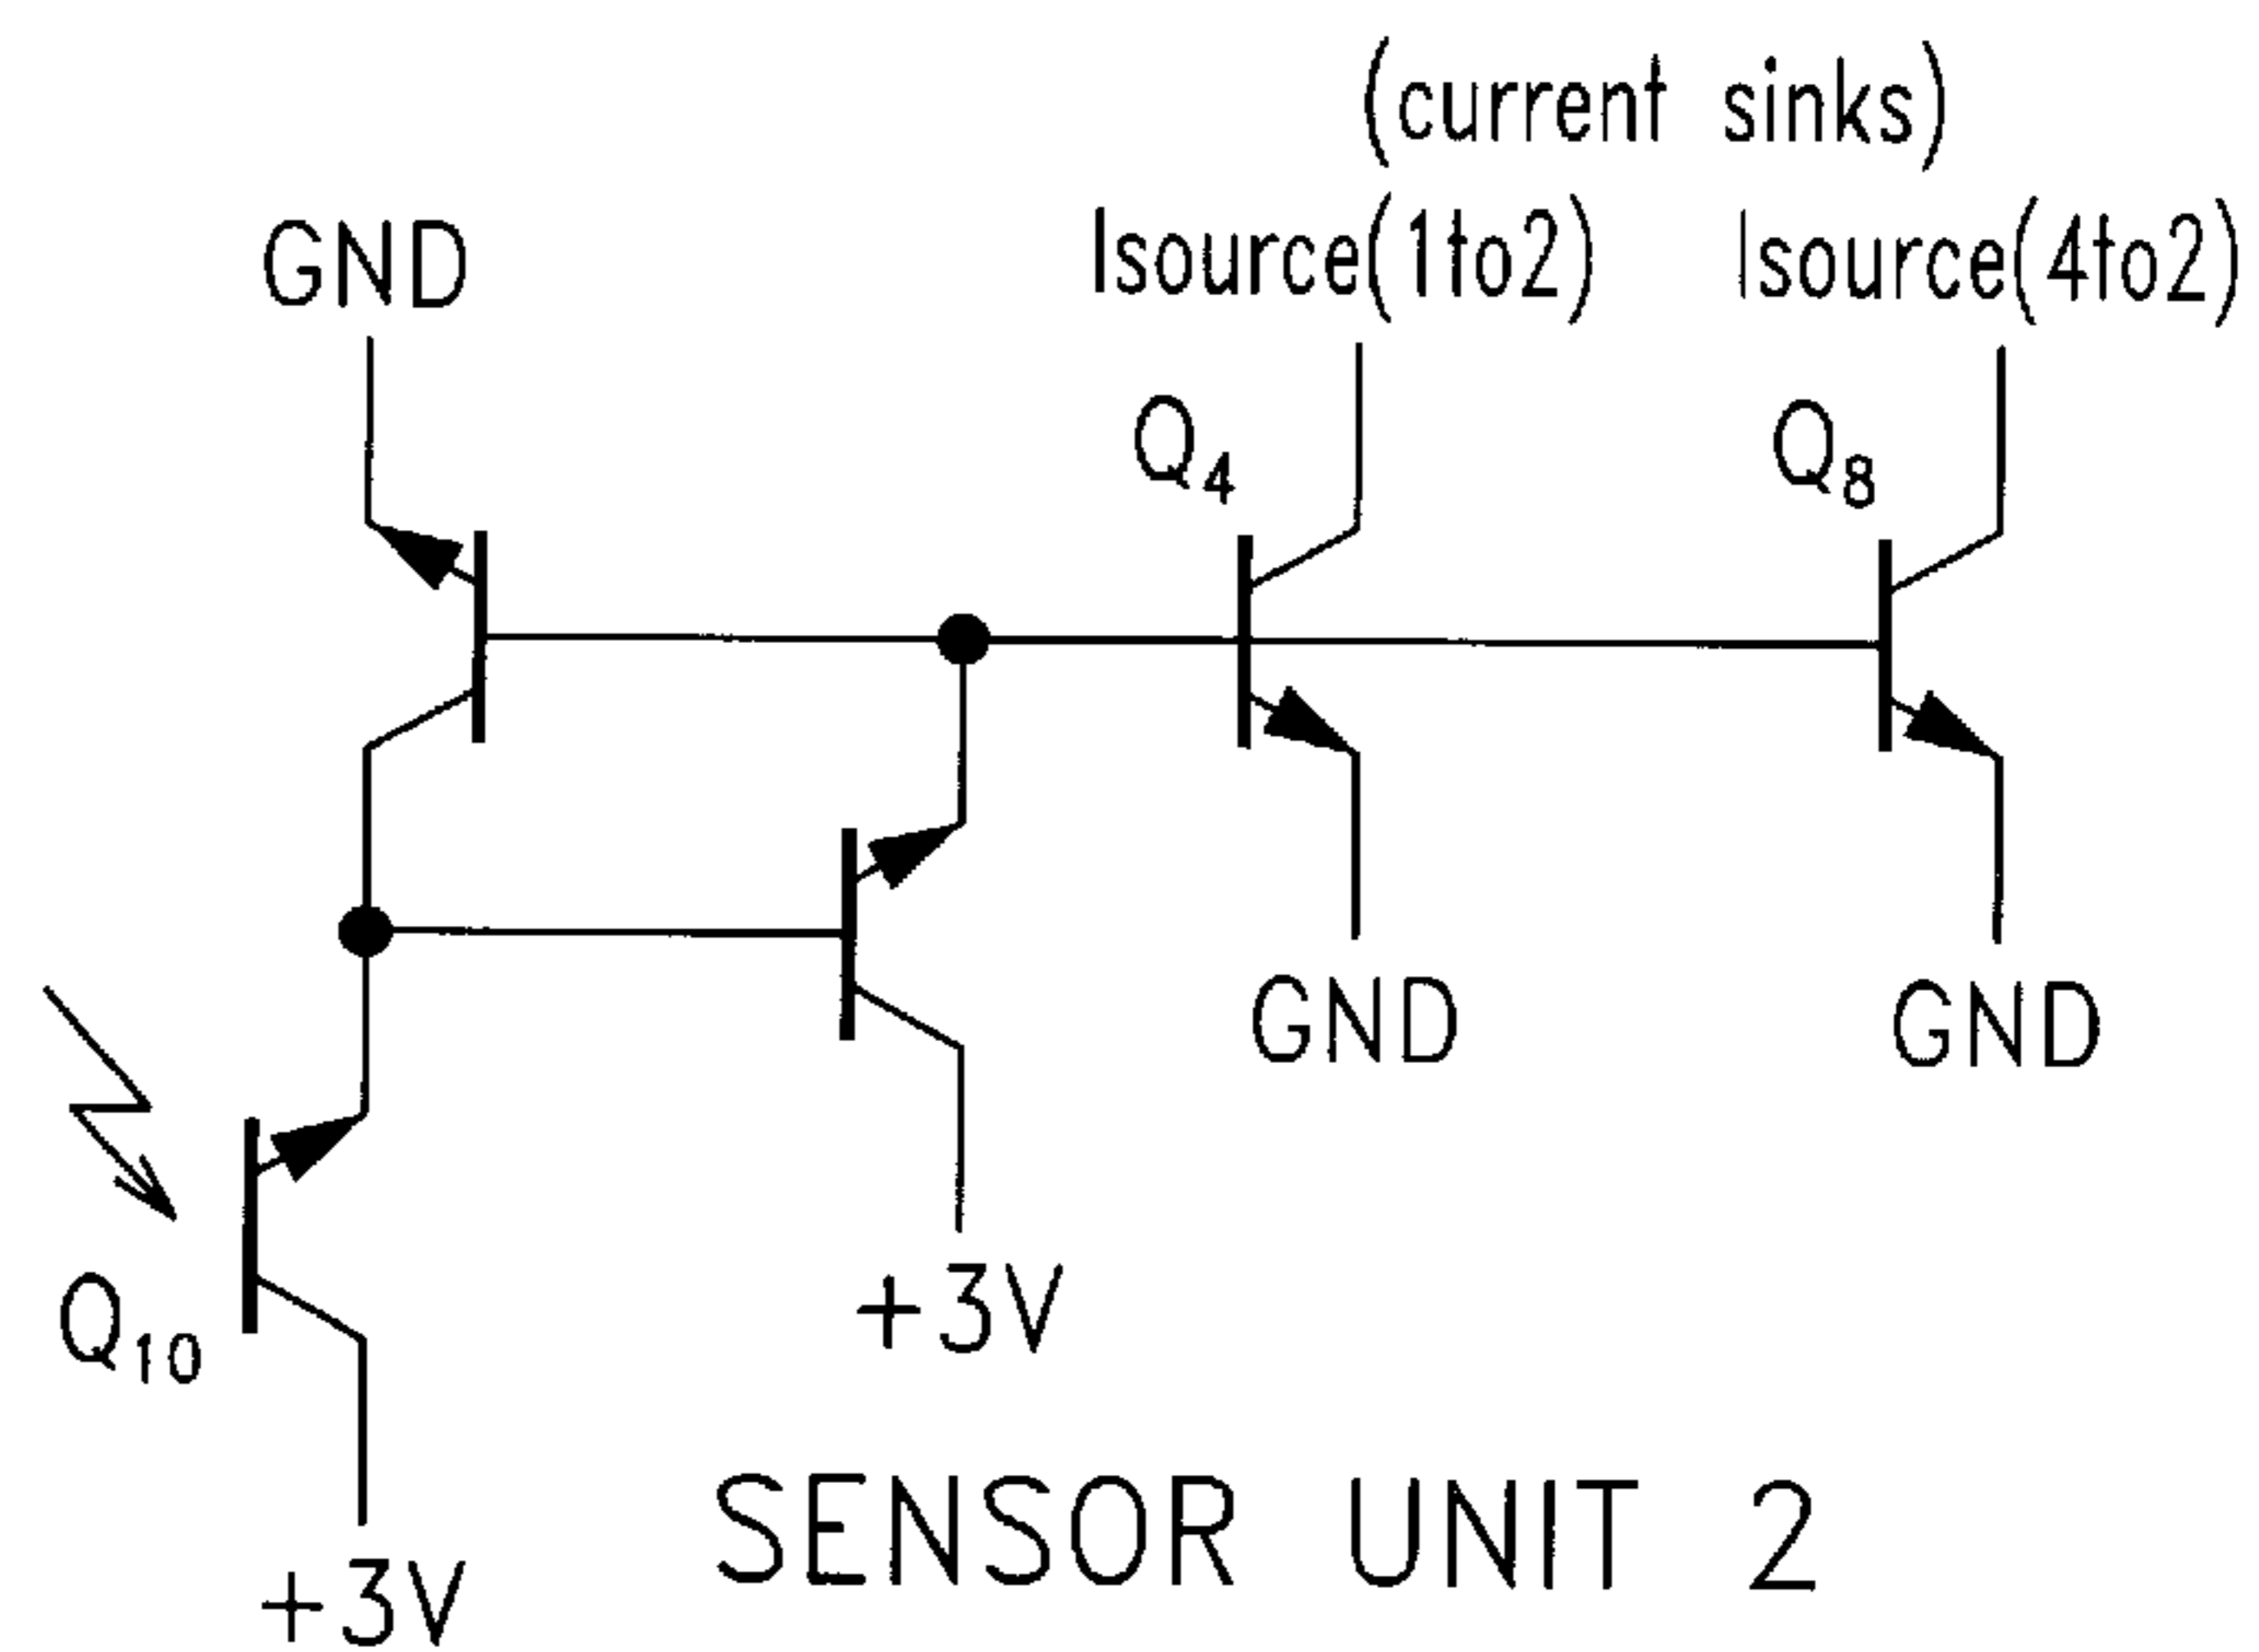 (current sinks)
GND Isource(1to2) Isource(4to2)
Q4 Q8
GND GND
Q10
+3V
SENSOR UNIT 2
+3V